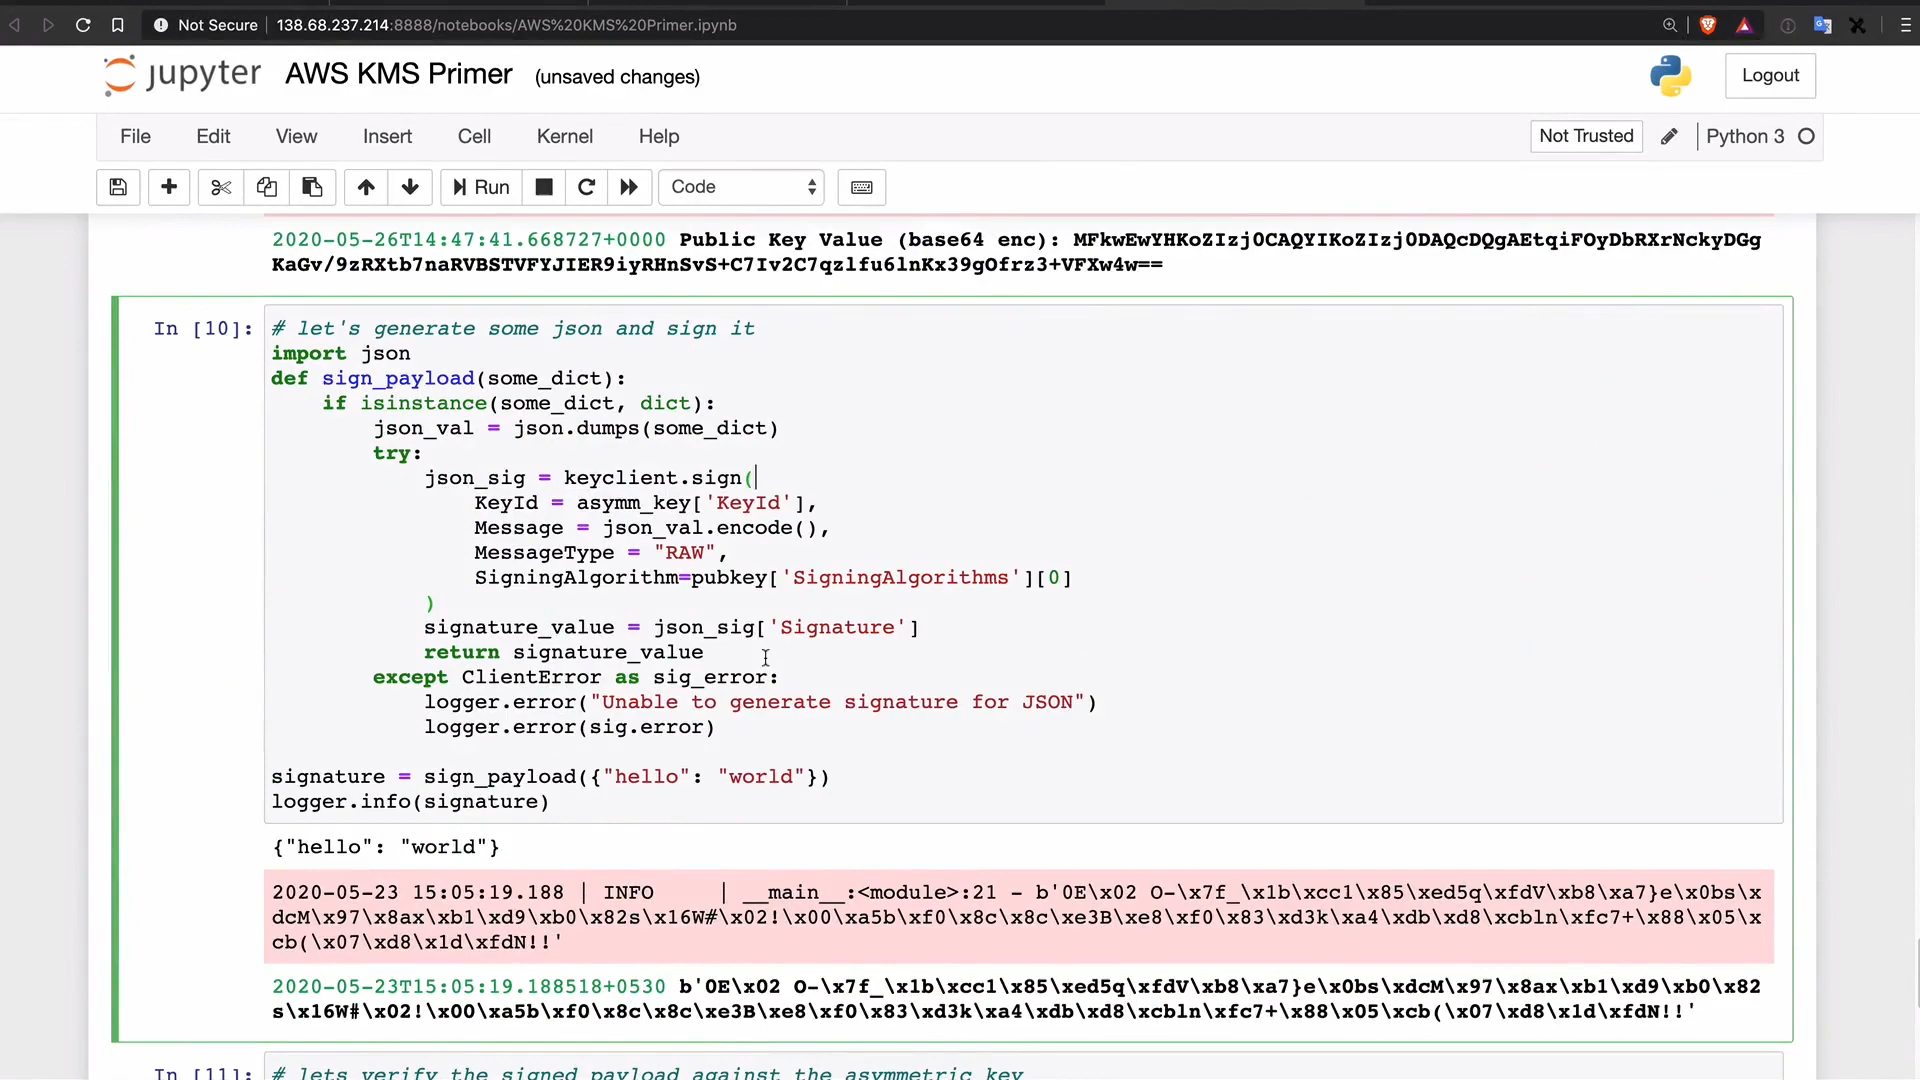 Not Secure 138.68.237.214:8888/notebooks/AWS%20KMS%20Primer.ipynb
jupyter AWS KMS Primer (unsaved changes) Logout
File Edit View Insert Cell Kernel Help Not Trusted Python 3
Run Code
2020-05-26T14:47:41.668727+0000 Public Key Value (base64 enc): MFkwEwYHKoZIzj0CAQYIKoZIzj0DAQcDQgAEtqiFOyDbRXrNckyDGg
KaGv/9zRXtb7naRVBSTVFYJIER9iyRHnSvS+C7Iv2C7qzlfu6lnKx39gOfrz3+VFXw4w==
In [10]: # let's generate some json and sign it
import json
def sign_payload(some_dict):
    if isinstance(some_dict, dict):
        json_val = json.dumps(some_dict)
        try:
            json_sig = keyclient.sign(
                KeyId = asymm_key['KeyId'],
                Message = json_val.encode(),
                MessageType = "RAW",
                SigningAlgorithm=pubkey['SigningAlgorithms'][0]
            )
            signature_value = json_sig['Signature']
            return signature_value
        except ClientError as sig_error:
            logger.error("Unable to generate signature for JSON")
            logger.error(sig.error)
signature = sign_payload({"hello": "world"})
logger.info(signature)
{"hello": "world"}
2020-05-23 15:05:19.188 | INFO     | __main__:<module>:21 - b'0E\x02 O-\x7f_\x1b\xcc1\x85\xed5q\xfdV\xb8\xa7}e\x0bs\x
dcM\x97\x8ax\xb1\xd9\xb0\x82s\x16W#\x02!\x00\xa5b\xf0\x8c\x8c\xe3B\xe8\xf0\x83\xd3k\xa4\xdb\xd8\xcbln\xfc7+\x88\x05\x
cb(\x07\xd8\x1d\xfdN!!'
2020-05-23T15:05:19.188518+0530 b'0E\x02 O-\x7f_\x1b\xcc1\x85\xed5q\xfdV\xb8\xa7}e\x0bs\xdcM\x97\x8ax\xb1\xd9\xb0\x82
s\x16W#\x02!\x00\xa5b\xf0\x8c\x8c\xe3B\xe8\xf0\x83\xd3k\xa4\xdb\xd8\xcbln\xfc7+\x88\x05\xcb(\x07\xd8\x1d\xfdN!!'
In [11]: # lets verify the signed payload against the asymmetric key